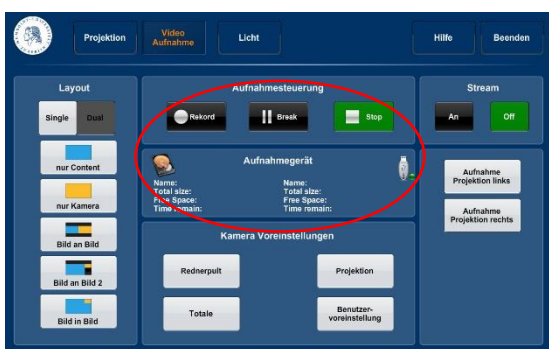 Projektion
Video
Aufnahme
Licht
Hilfe
Beenden
Layout
Single
Dual
nur Content
nur Kamera
Bild an Bild
Bild an Bild 2
Bild in Bild
Aufnahmesteuerung
Rekord
Break
Stop
Aufnahmegerät
Name:
Total size:
Free Space:
Time remain:
Name:
Total size:
Free Space:
Time remain:
Kamera Voreinstellungen
Rednerpult
Projektion
Totale
Benutzer-
voreinstellung
Stream
An
Off
Aufnahme
Projektion links
Aufnahme
Projektion rechts